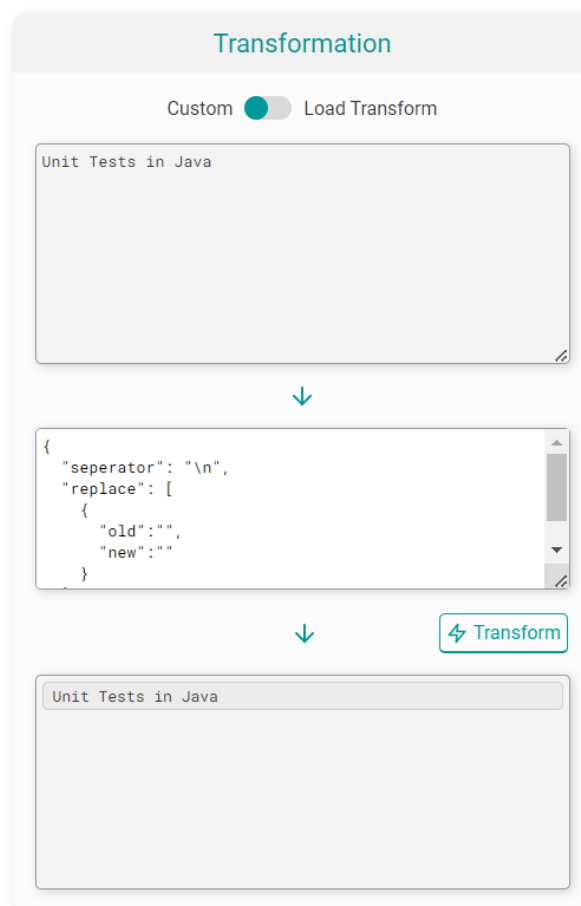 Transformation
Custom Load Transform
Unit Tests in Java
{
"seperator": "\n",
"replace": [
{
"old":"",
"new":""
}
Transform
Unit Tests in Java